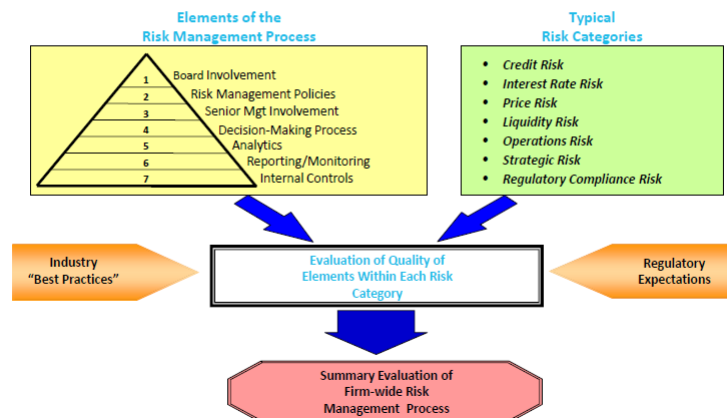 Elements of the
Risk Management Process
1 Board Involvement
2 Risk Management Policies
3 Senior Mgt Involvement
4 Decision-Making Process
5 Analytics
6 Reporting/Monitoring
7 Internal Controls
Typical
Risk Categories
• Credit Risk
• Interest Rate Risk
• Price Risk
• Liquidity Risk
• Operations Risk
• Strategic Risk
• Regulatory Compliance Risk
Industry
“Best Practices”
Evaluation of Quality of
Elements Within Each Risk
Category
Regulatory
Expectations
Summary Evaluation of
Firm-wide Risk
Management Process